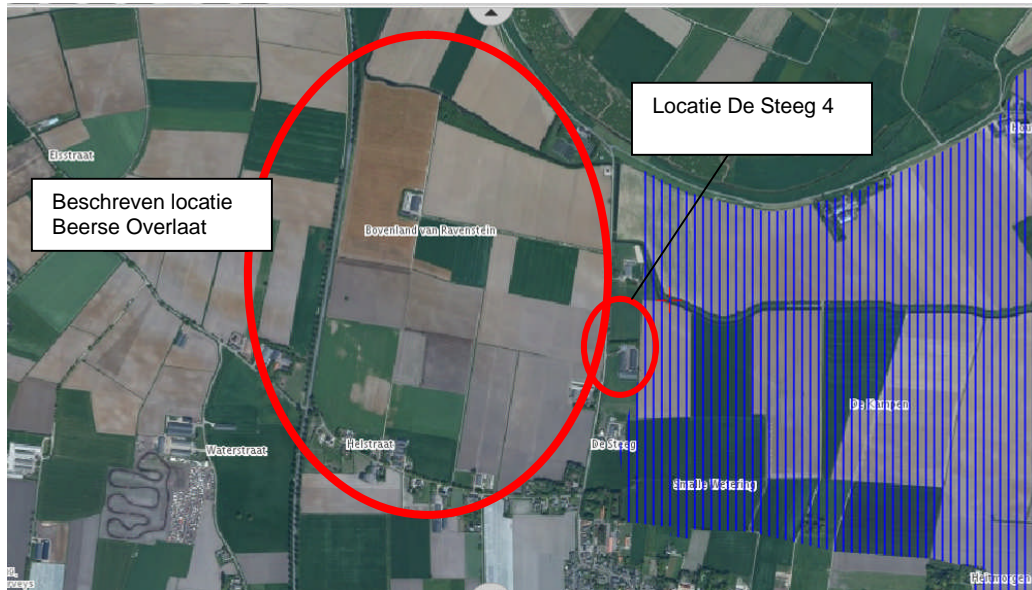 Locatie De Steeg 4
Elsstraat
Beschreven locatie
Beerse Overlaat
Bovenland van Ravenstein
De Kampen
Helstraat
De Steeg
Waterstraat
Smalle Wetering
Heimorgen